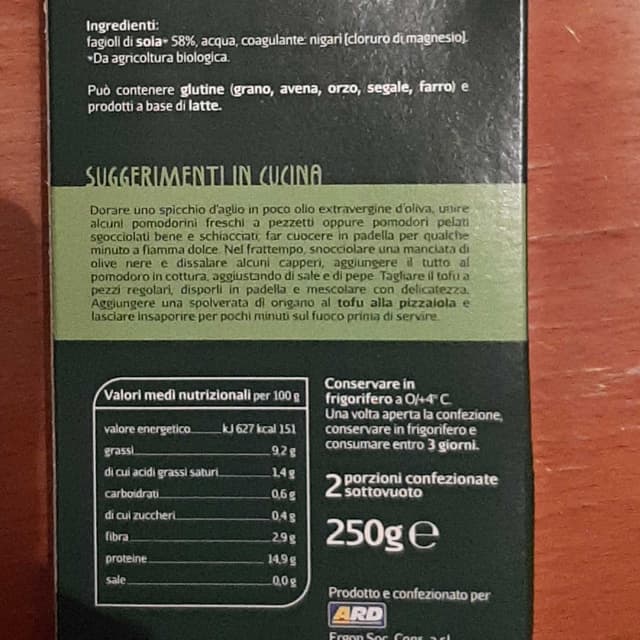 Ingredienti:
fagioli di soia* 58%, acqua, coagulante: nigari [cloruro di magnesio].
*Da agricoltura biologica.
Può contenere glutine (grano, avena, orzo, segale, farro) e
prodotti a base di latte.
SUGGERIMENTI IN CUCINA
Dorare uno spicchio d'aglio in poco olio extravergine d'oliva, unire
alcuni pomodorini freschi a pezzetti oppure pomodori pelati
sgocciolati bene e schiacciati, far cuocere in padella per qualche
minuto a fiamma dolce. Nel frattempo, snocciolare una manciata di
olive nere e dissalare alcuni capperi, aggiungere il tutto al
pomodoro in cottura, aggiustando di sale e di pepe. Tagliare il tofu a
pezzi regolari, disporli in padella e mescolare con delicatezza.
Aggiungere una spolverata di origano al tofu alla pizzaiola e
lasciare insaporire per pochi minuti sul fuoco prima di servire.
Valori medi nutrizionali per 100 g
valore energetico kJ 627 kcal 151
grassi 9,2 g
di cui acidi grassi saturi 1,4 g
carboidrati 0,6 g
di cui zuccheri 0,4 g
fibra 2,9 g
proteine 14,9 g
sale 0,0 g
Conservare in
frigorifero a 0/+4° C.
Una volta aperta la confezione,
conservare in frigorifero e
consumare entro 3 giorni.
2 porzioni confezionate
sottovuoto
250g e
Prodotto e confezionato per
ARD
Ergon Soc. Cons. a r.l.